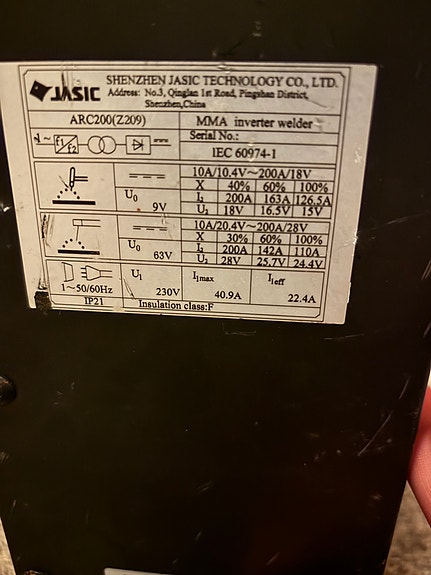 JASIC
SHENZHEN JASIC TECHNOLOGY CO., LTD.
Address: No.3, Qinglan 1st Road, Pingshan District,
Shenzhen,China
ARC200(Z209) MMA inverter welder
Serial No.:
f1 f2 IEC 60974-1
10A/10.4V~200A/18V
X 40% 60% 100%
U0 I2 200A 163A 126.5A
9V U2 18V 16.5V 15V
10A/20.4V~200A/28V
X 30% 60% 100%
U0 I2 200A 142A 110A
63V U2 28V 25.7V 24.4V
U1 I1max I1eff
1~50/60Hz 230V 40.9A 22.4A
IP21 Insulation class:F